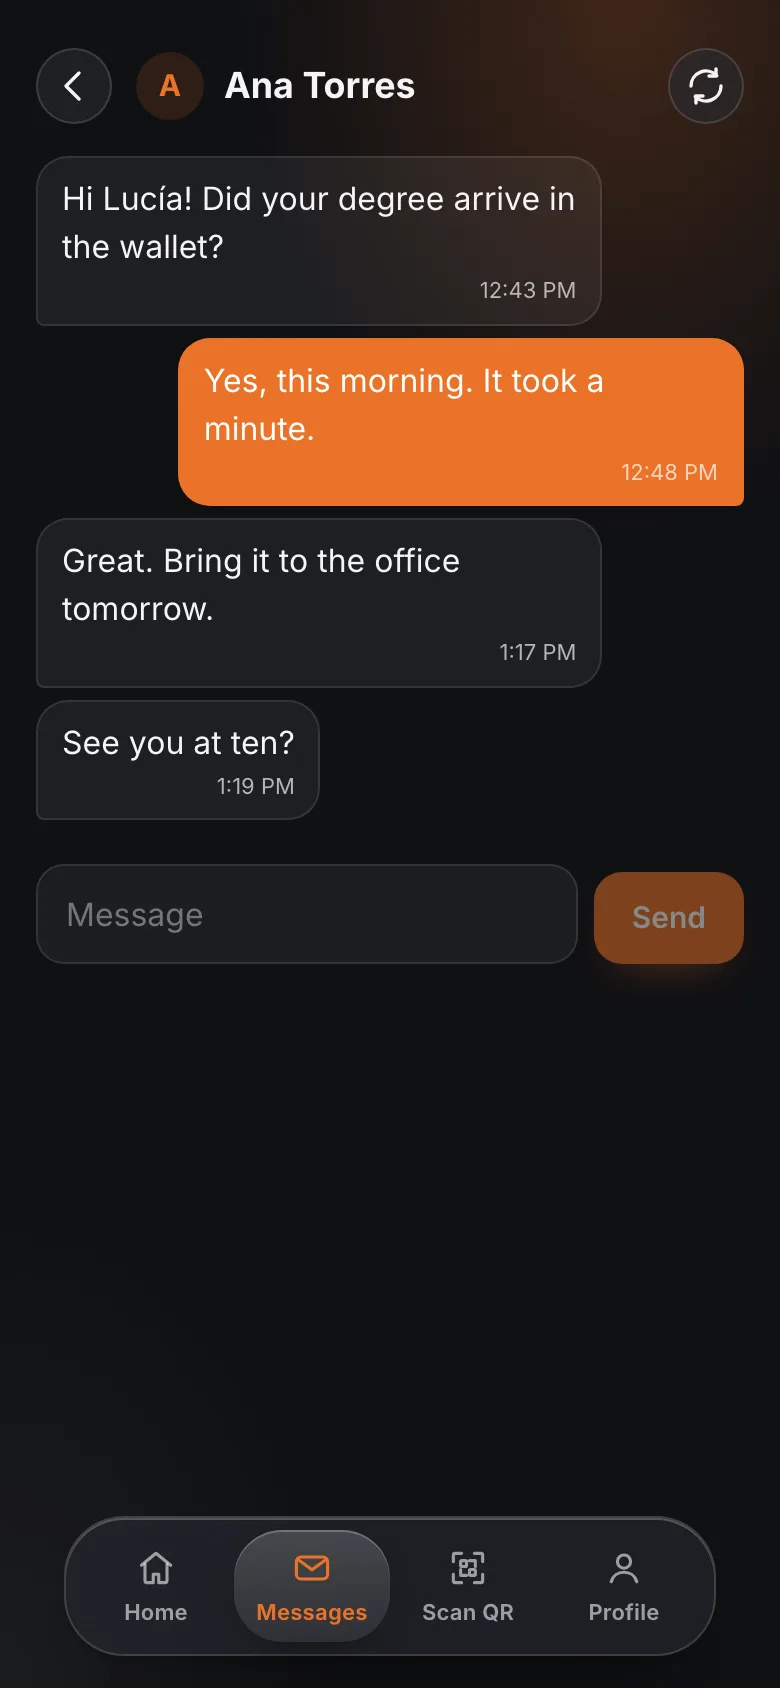 A
Ana Torres
Hi Lucía! Did your degree arrive in
the wallet?
12:43 PM
Yes, this morning. It took a
minute.
12:48 PM
Great. Bring it to the office
tomorrow.
1:17 PM
See you at ten?
1:19 PM
Message
Send
Home
Messages
Scan QR
Profile